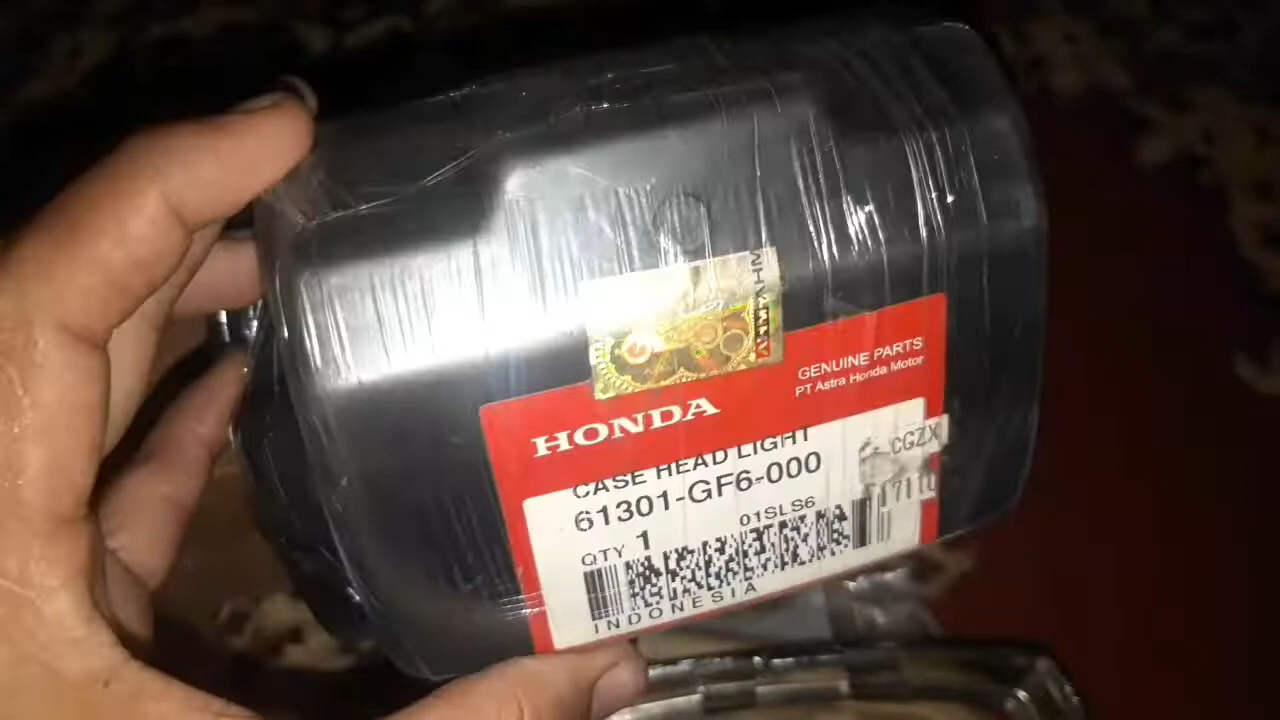 AHM AHM
GENUINE PARTS
PT Astra Honda Motor
HONDA
CASE HEAD LIGHT
61301-GF6-000
CGZX
01SLS6
QTY 1
INDONESIA